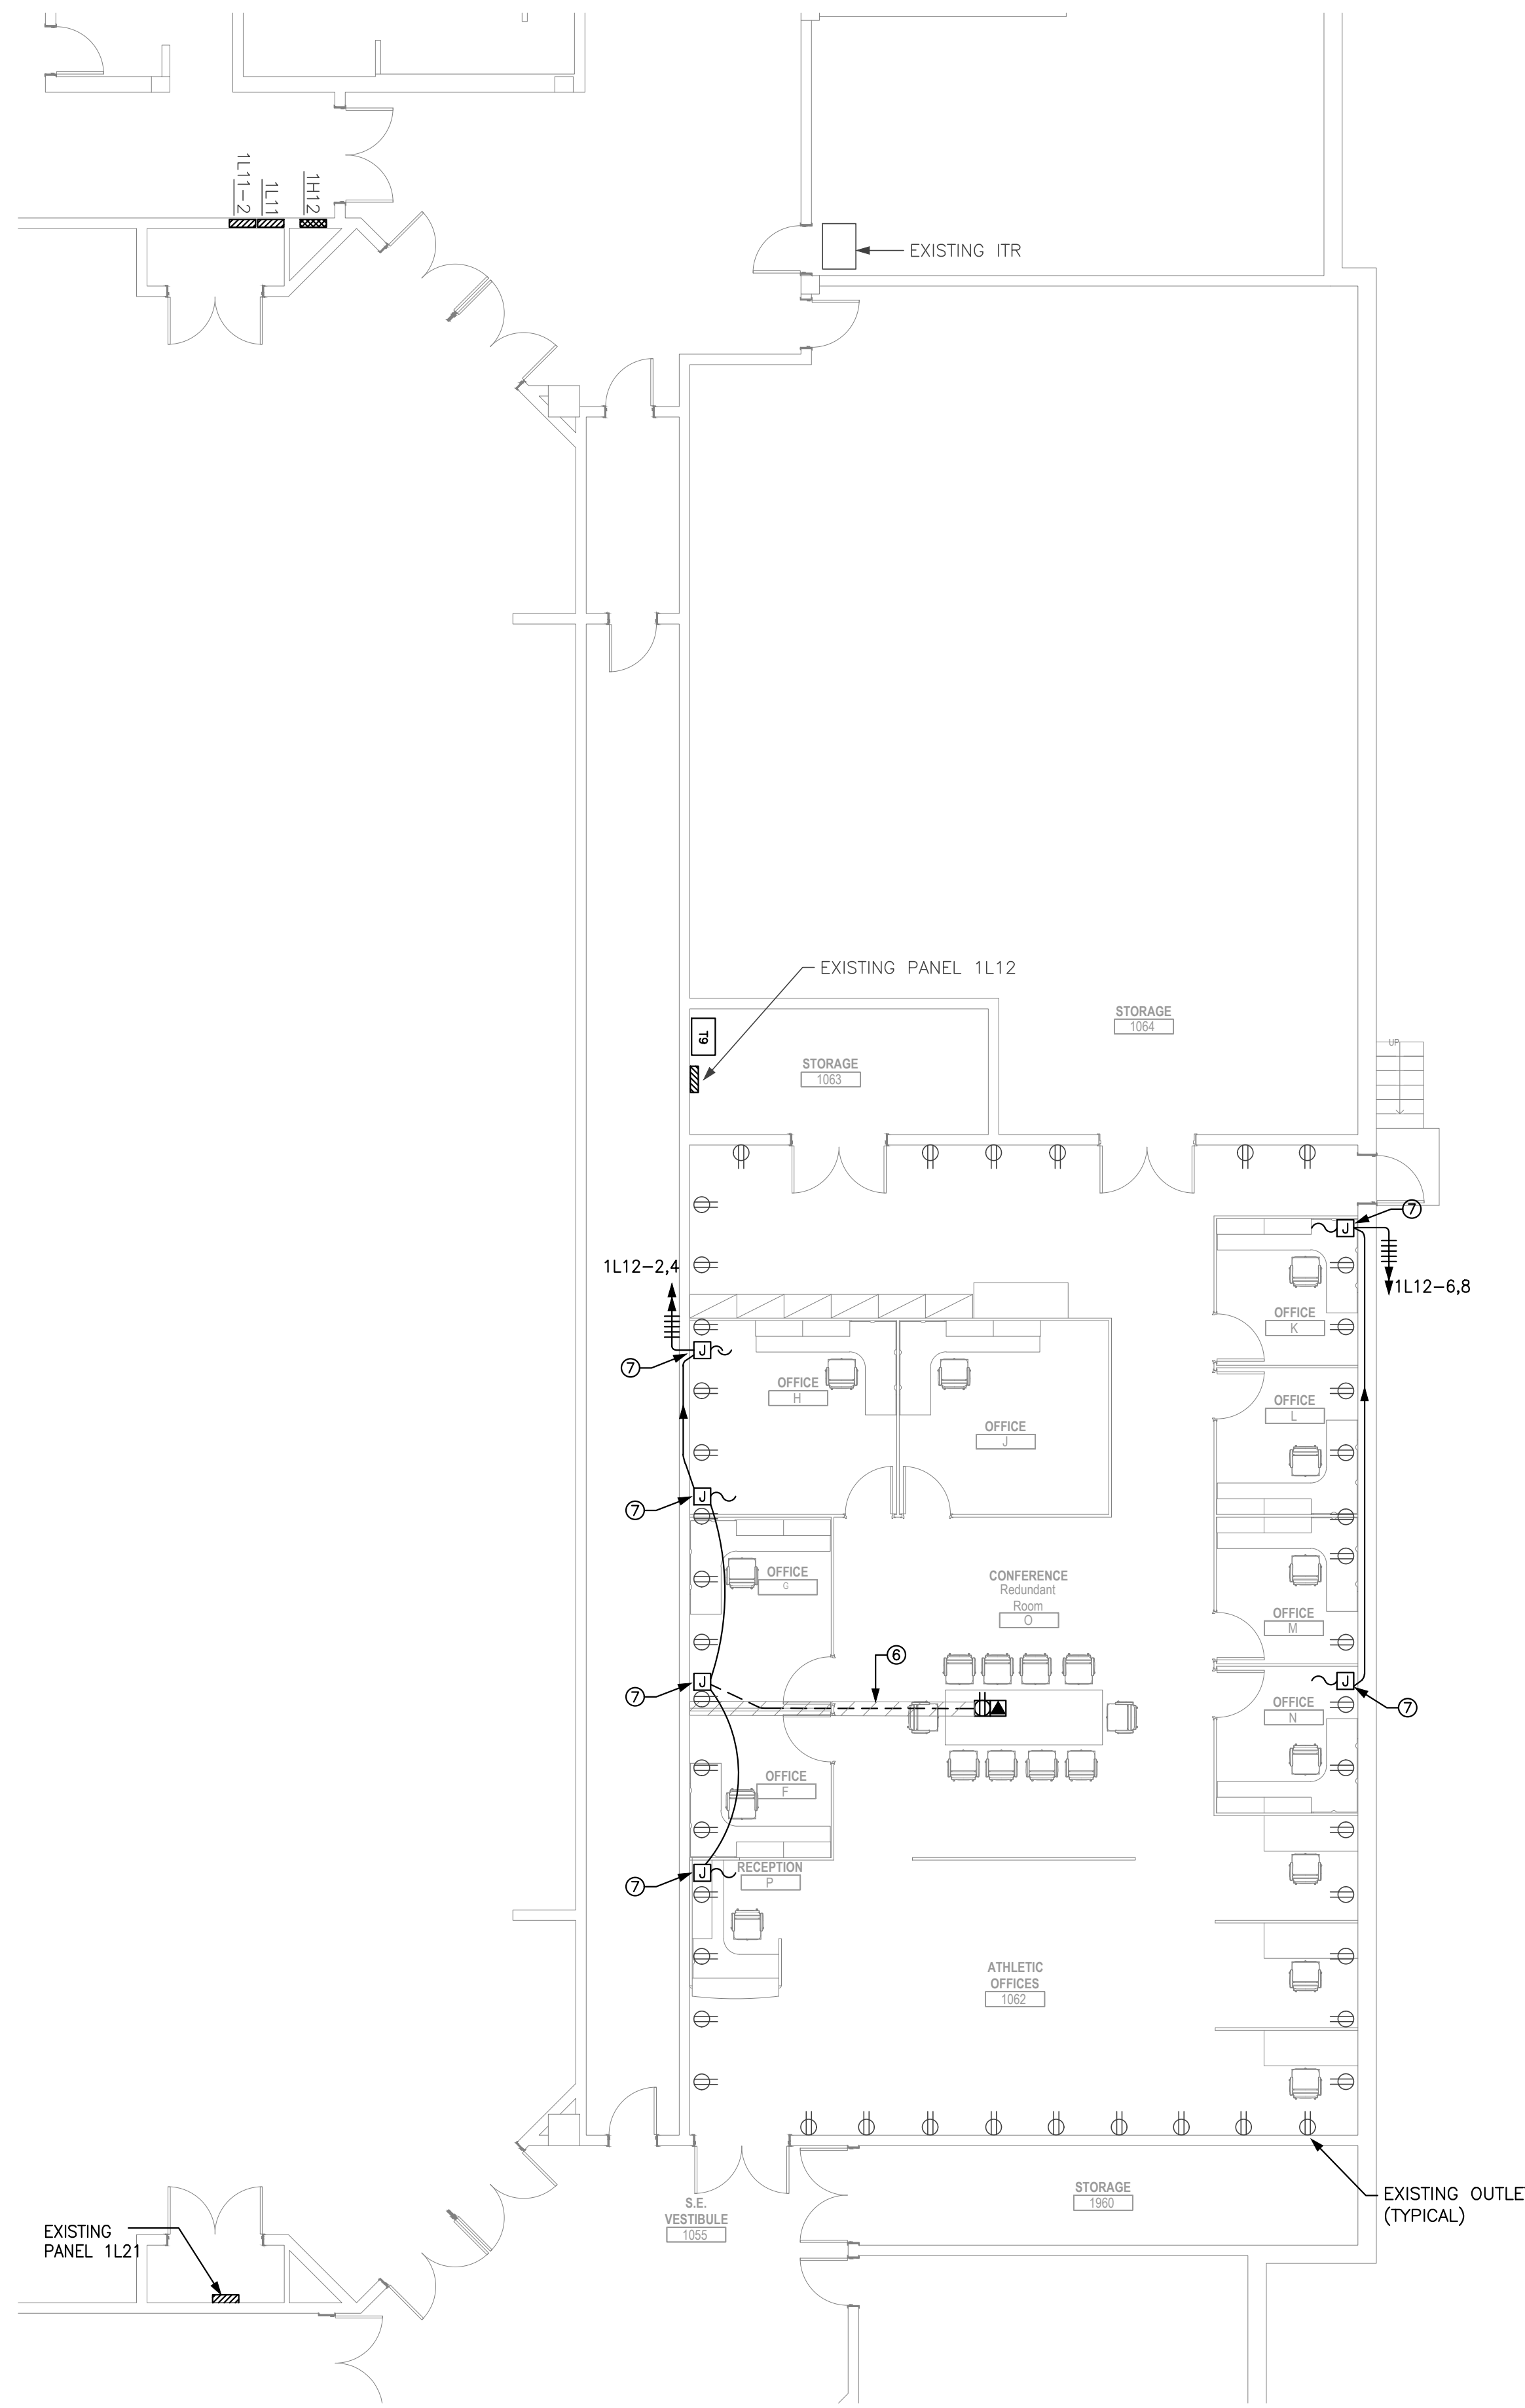 1L11-2
1L11
1H12
EXISTING ITR
EXISTING PANEL 1L12
STORAGE
1064
T9
STORAGE
1063
UP
7
1L12-2,4
1L12-6,8
J
OFFICE
K
J
7
OFFICE
H
OFFICE
L
OFFICE
J
J
7
OFFICE
G
CONFERENCE
Redundant
Room
O
OFFICE
M
6
J
7
J
7
OFFICE
N
OFFICE
F
J
7
RECEPTION
P
ATHLETIC
OFFICES
1062
STORAGE
1960
S.E.
VESTIBULE
1055
EXISTING OUTLE
(TYPICAL)
EXISTING
PANEL 1L21